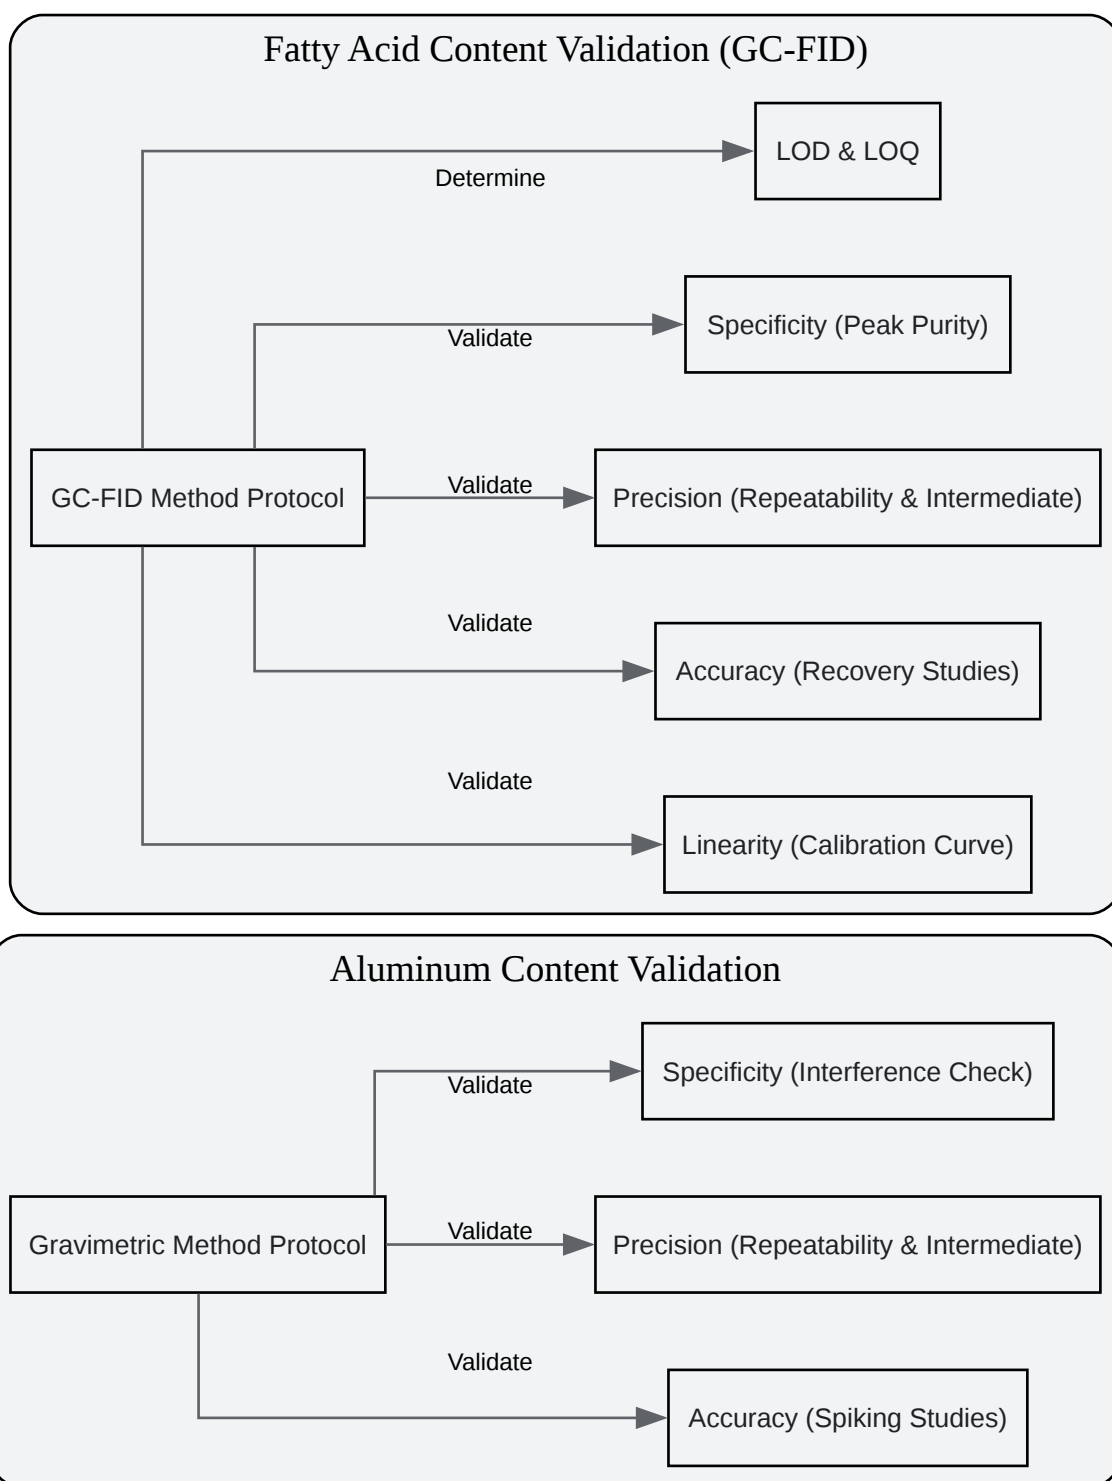 Fatty Acid Content Validation (GC-FID)
LOD & LOQ
Determine
Specificity (Peak Purity)
Validate
GC-FID Method Protocol
Validate
Precision (Repeatability & Intermediate)
Validate
Accuracy (Recovery Studies)
Validate
Linearity (Calibration Curve)
Aluminum Content Validation
Specificity (Interference Check)
Validate
Gravimetric Method Protocol
Validate
Precision (Repeatability & Intermediate)
Validate
Accuracy (Spiking Studies)